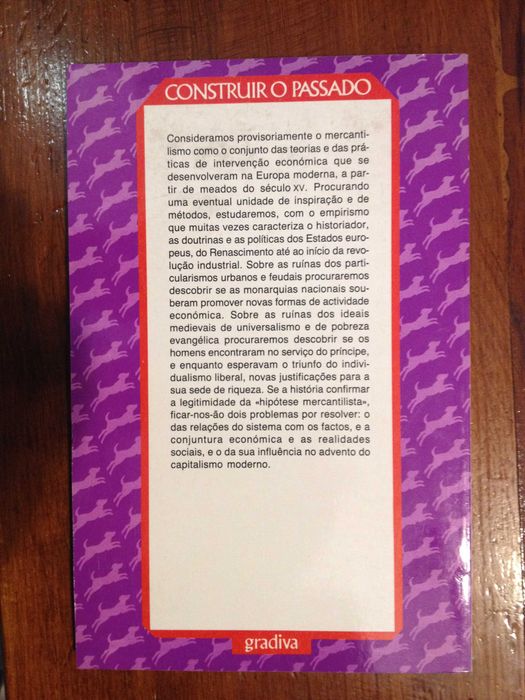 CONSTRUIR O PASSADO
Consideramos provisoriamente o mercanti-
lismo como o conjunto das teorias e das prá-
ticas de intervenção económica que se
desenvolveram na Europa moderna, a par-
tir de meados do século XV. Procurando
uma eventual unidade de inspiração e de
métodos, estudaremos, com o empirismo
que muitas vezes caracteriza o historiador,
as doutrinas e as políticas dos Estados euro-
peus, do Renascimento até ao início da revo-
lução industrial. Sobre as ruínas dos parti-
cularismos urbanos e feudais procuraremos
descobrir se as monarquias nacionais sou-
beram promover novas formas de actividade
económica. Sobre as ruínas dos ideais
medievais de universalismo e de pobreza
evangélica procuraremos descobrir se os
homens encontraram no serviço do príncipe,
e enquanto esperavam o triunfo do indivi-
dualismo liberal, novas justificações para a
sua sede de riqueza. Se a história confirmar
a legitimidade da «hipótese mercantilista»,
ficar-nos-ão dois problemas por resolver: o
das relações do sistema com os factos, e a
conjuntura económica e as realidades
sociais, e o da sua influência no advento do
capitalismo moderno.
gradiva